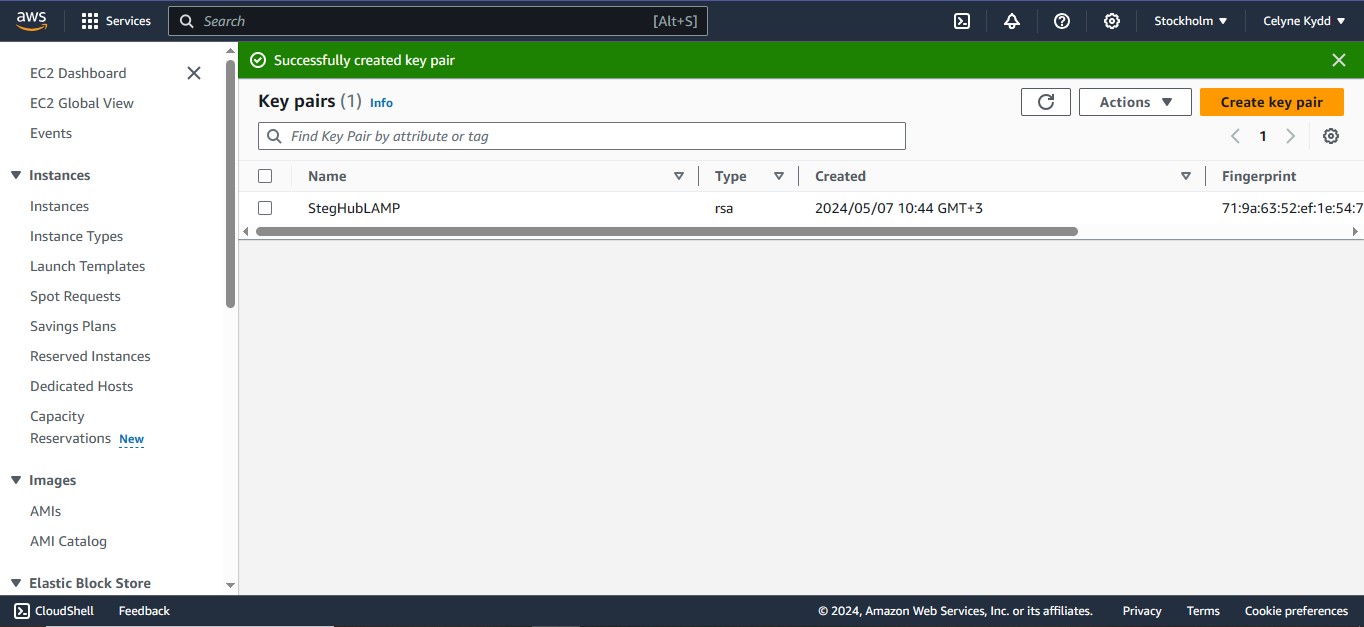 aws Services Search [Alt+S] Stockholm Celyne Kydd
EC2 Dashboard
EC2 Global View
Events
Instances
Instances
Instance Types
Launch Templates
Spot Requests
Savings Plans
Reserved Instances
Dedicated Hosts
Capacity
Reservations New
Images
AMIs
AMI Catalog
Elastic Block Store
Successfully created key pair
Key pairs (1) Info
Actions Create key pair
Find Key Pair by attribute or tag
1
Name Type Created Fingerprint
StegHubLAMP rsa 2024/05/07 10:44 GMT+3 71:9a:63:52:ef:1e:54:7
CloudShell Feedback © 2024, Amazon Web Services, Inc. or its affiliates. Privacy Terms Cookie preferences